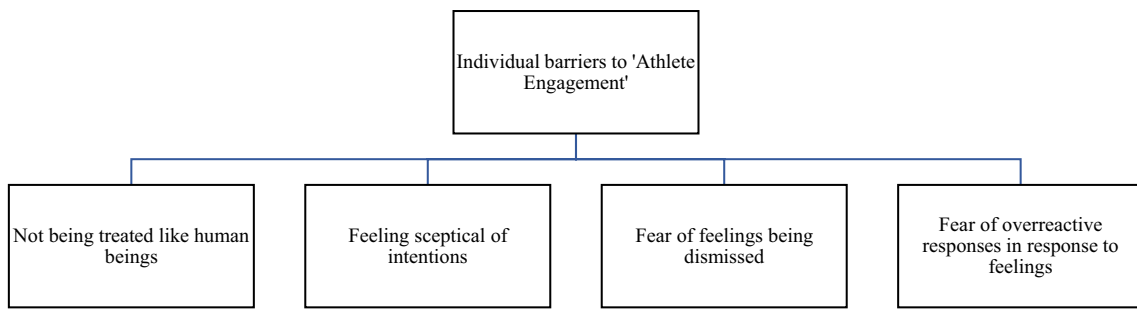 Individual barriers to 'Athlete
Engagement'
Not being treated like human
beings
Feeling sceptical of
intentions
Fear of feelings being
dismissed
Fear of overreactive
responses in response to
feelings